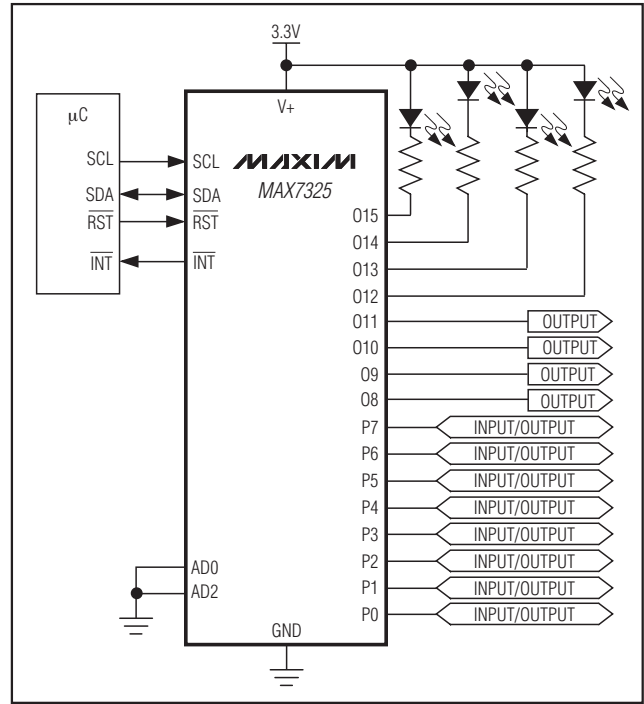 3.3V
μC
V+
SCL
SCL
MAXIM
SDA
SDA
MAX7325
RST
RST
O15
O14
INT
INT
O13
O12
O11
OUTPUT
O10
OUTPUT
O9
OUTPUT
O8
OUTPUT
P7
INPUT/OUTPUT
P6
INPUT/OUTPUT
P5
INPUT/OUTPUT
P4
INPUT/OUTPUT
P3
INPUT/OUTPUT
AD0
P2
INPUT/OUTPUT
AD2
P1
INPUT/OUTPUT
P0
INPUT/OUTPUT
GND